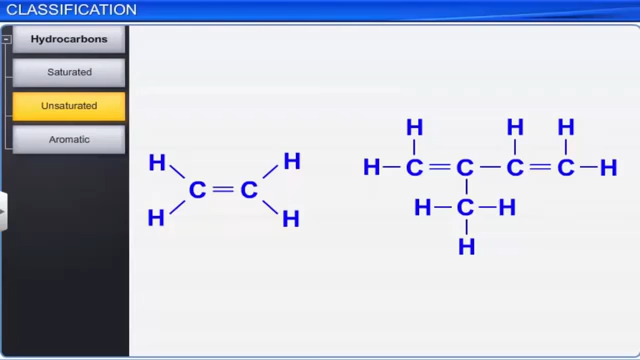 CLASSIFICATION
Hydrocarbons
Saturated
Unsaturated
Aromatic
H H
C = C
H H
H H H
H — C = C — C = C — H
H — C — H
H